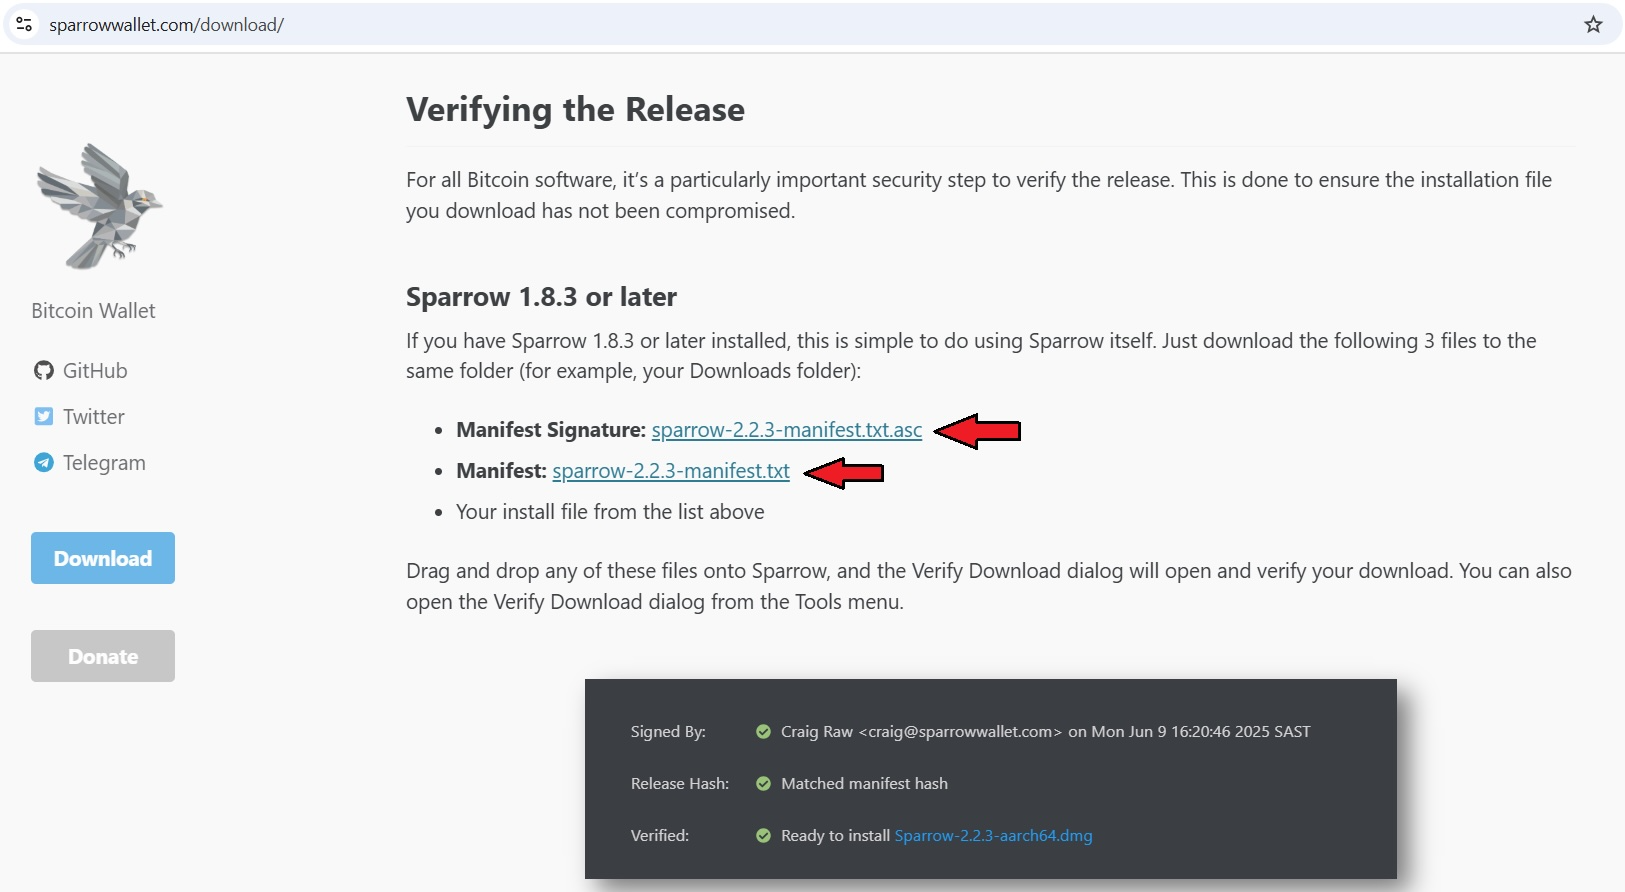 sparrowwallet.com/download/
Verifying the Release
For all Bitcoin software, it’s a particularly important security step to verify the release. This is done to ensure the installation file
you download has not been compromised.
Bitcoin Wallet
GitHub
Twitter
Telegram
Download
Donate
Sparrow 1.8.3 or later
If you have Sparrow 1.8.3 or later installed, this is simple to do using Sparrow itself. Just download the following 3 files to the
same folder (for example, your Downloads folder):
• Manifest Signature: sparrow-2.2.3-manifest.txt.asc
• Manifest: sparrow-2.2.3-manifest.txt
• Your install file from the list above
Drag and drop any of these files onto Sparrow, and the Verify Download dialog will open and verify your download. You can also
open the Verify Download dialog from the Tools menu.
Signed By: Craig Raw <craig@sparrowwallet.com> on Mon Jun 9 16:20:46 2025 SAST
Release Hash: Matched manifest hash
Verified: Ready to install Sparrow-2.2.3-aarch64.dmg